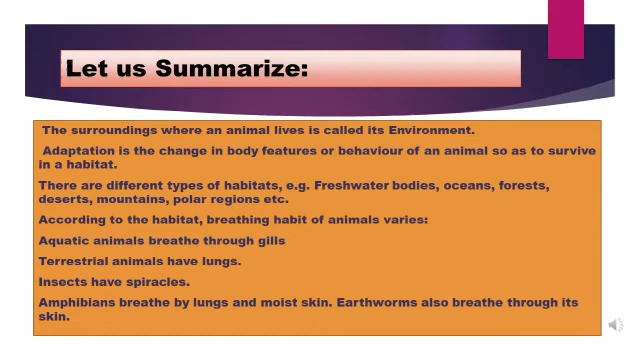 Let us Summarize:
The surroundings where an animal lives is called its Environment.
Adaptation is the change in body features or behaviour of an animal so as to survive
in a habitat.
There are different types of habitats, e.g. Freshwater bodies, oceans, forests,
deserts, mountains, polar regions etc.
According to the habitat, breathing habit of animals varies:
Aquatic animals breathe through gills
Terrestrial animals have lungs.
Insects have spiracles.
Amphibians breathe by lungs and moist skin. Earthworms also breathe through its
skin.